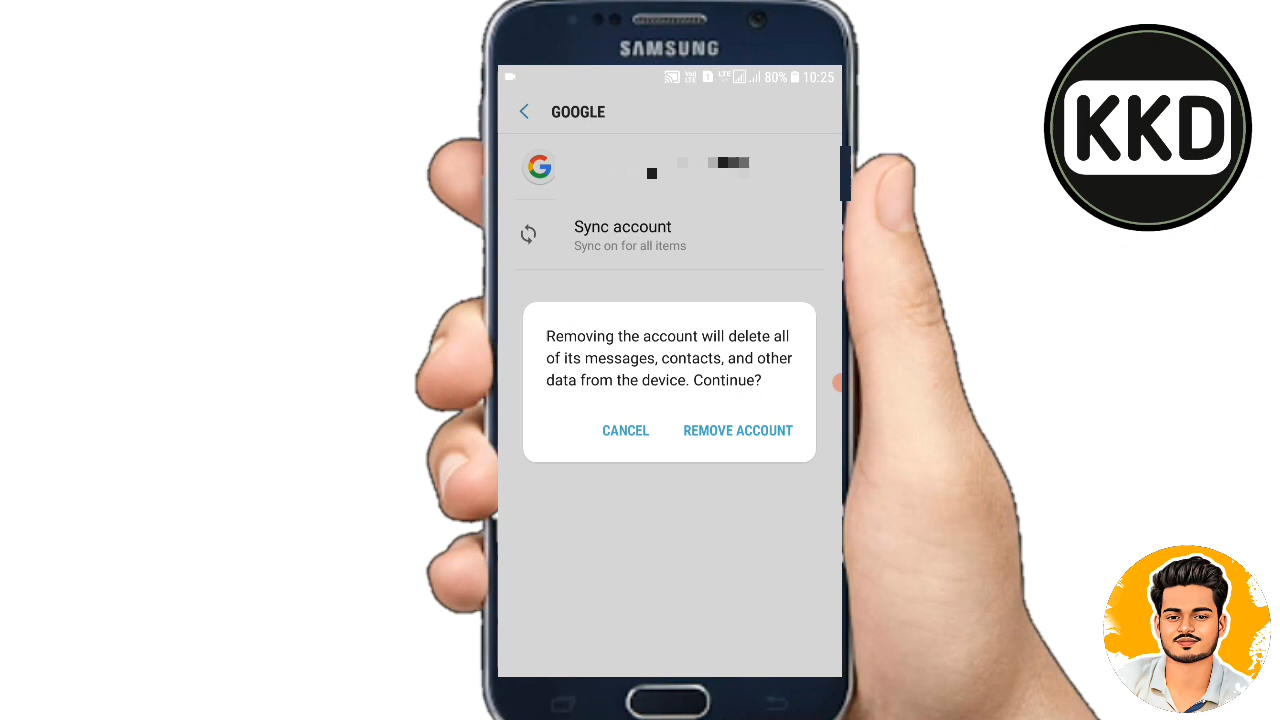 SAMSUNG
LTE 80% 10:25
GOOGLE
Sync account
Sync on for all items
Removing the account will delete all
of its messages, contacts, and other
data from the device. Continue?
CANCEL REMOVE ACCOUNT
KKD